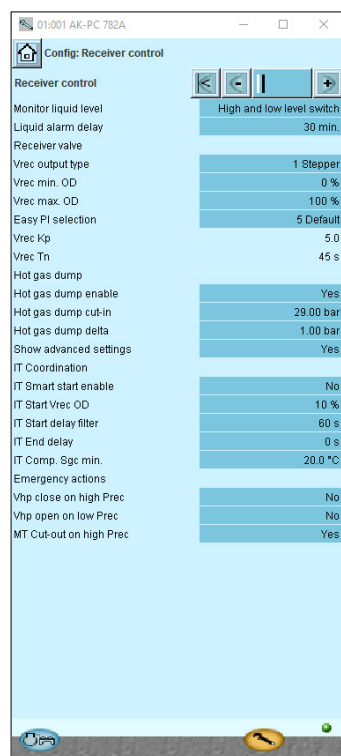 01:001 AK-PC 782A
Config: Receiver control
Receiver control
Monitor liquid level High and low level switch
Liquid alarm delay 30 min.
Receiver valve
Vrec output type 1 Stepper
Vrec min. OD 0 %
Vrec max. OD 100 %
Easy PI selection 5 Default
Vrec Kp 5.0
Vrec Tn 45 s
Hot gas dump
Hot gas dump enable Yes
Hot gas dump cut-in 29.00 bar
Hot gas dump delta 1.00 bar
Show advanced settings Yes
IT Coordination
IT Smart start enable No
IT Start Vrec OD 10 %
IT Start delay filter 60 s
IT End delay 0 s
IT Comp. Sgc min. 20.0 °C
Emergency actions
Vhp close on high Prec No
Vhp open on low Prec No
MT Cut-out on high Prec Yes